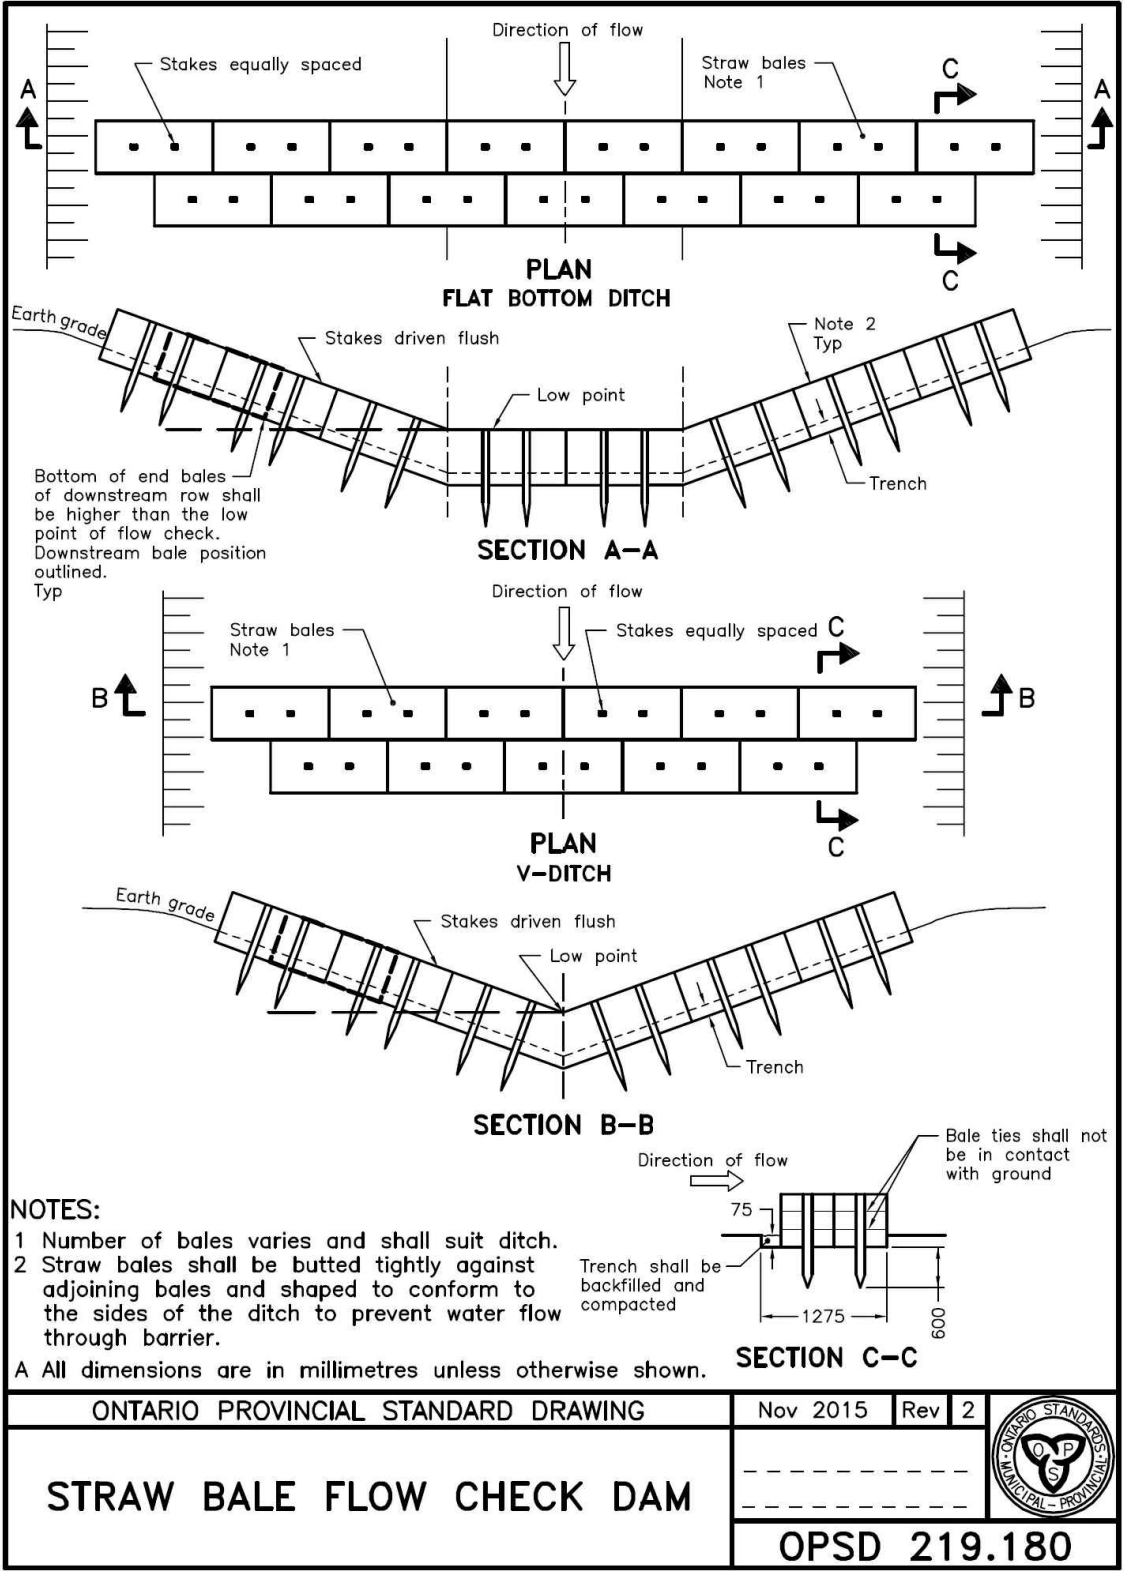 Direction of flow
Stakes equally spaced
Straw bales
Note 1
C
A
A
C
PLAN
FLAT BOTTOM DITCH
Earth grade
Stakes driven flush
Note 2
Typ
Low point
Trench
Bottom of end bales
of downstream row shall
be higher than the low
point of flow check.
Downstream bale position
outlined.
Typ
SECTION A-A
Direction of flow
Straw bales
Note 1
Stakes equally spaced
C
B
B
C
PLAN
V-DITCH
Earth grade
Stakes driven flush
Low point
Trench
SECTION B-B
Direction of flow
Bale ties shall not
be in contact
with ground
75
Trench shall be
backfilled and
compacted
1275
600
SECTION C-C
NOTES:
1 Number of bales varies and shall suit ditch.
2 Straw bales shall be butted tightly against
adjoining bales and shaped to conform to
the sides of the ditch to prevent water flow
through barrier.
A All dimensions are in millimetres unless otherwise shown.
ONTARIO PROVINCIAL STANDARD DRAWING
Nov 2015 Rev 2
ONTARIO STANDARDS
MUNICIPAL-PROVINCIAL
O P S
STRAW BALE FLOW CHECK DAM
OPSD 219.180